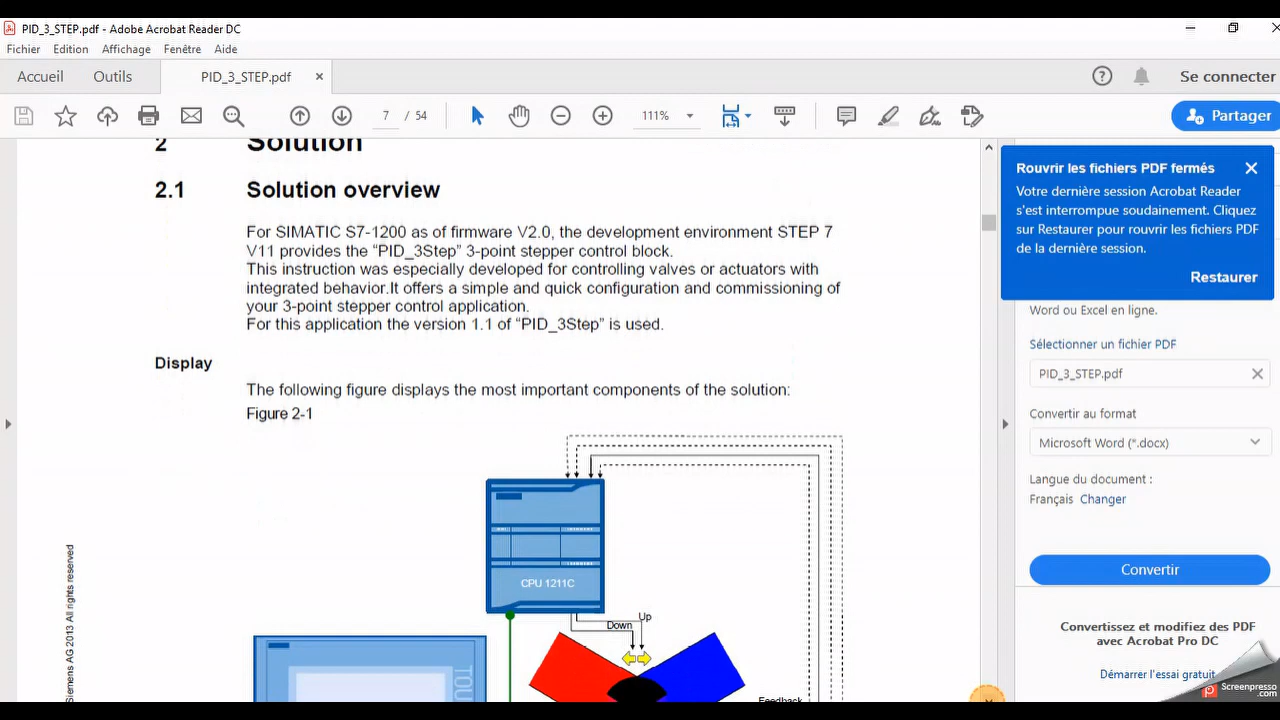 PID_3_STEP.pdf - Adobe Acrobat Reader DC
Fichier Edition Affichage Fenêtre Aide
Accueil Outils PID_3_STEP.pdf × Se connecter
7 / 54 111% Partager
2 Solution
2.1 Solution overview
For SIMATIC S7-1200 as of firmware V2.0, the development environment STEP 7
V11 provides the “PID_3Step” 3-point stepper control block.
This instruction was especially developed for controlling valves or actuators with
integrated behavior.It offers a simple and quick configuration and commissioning of
your 3-point stepper control application.
For this application the version 1.1 of “PID_3Step” is used.
Display
The following figure displays the most important components of the solution:
Figure 2-1
CPU 1211C
Up
Down
Feedback
TOU
Siemens AG 2013 All rights reserved
Rouvrir les fichiers PDF fermés
Votre dernière session Acrobat Reader
s'est interrompue soudainement. Cliquez
sur Restaurer pour rouvrir les fichiers PDF
de la dernière session.
Restaurer
Word ou Excel en ligne.
Sélectionner un fichier PDF
PID_3_STEP.pdf
Convertir au format
Microsoft Word (*.docx)
Langue du document :
Français Changer
Convertir
Convertissez et modifiez des PDF
avec Acrobat Pro DC
Démarrer l'essai gratuit
Screenpresso
.com